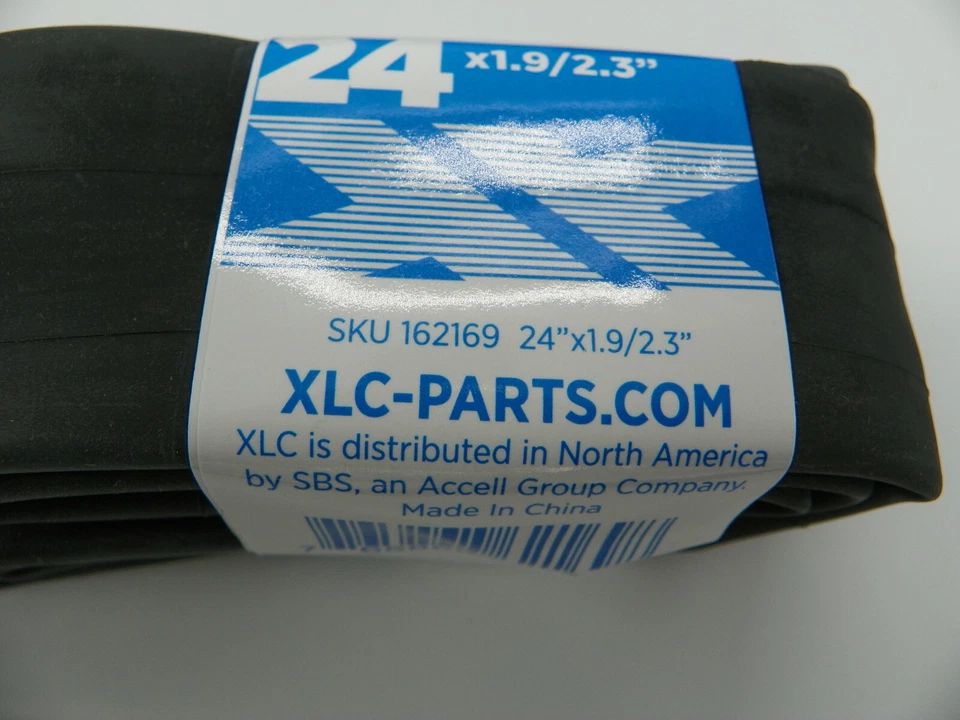 24 x1.9/2.3”
SKU 162169 24”x1.9/2.3”
XLC-PARTS.COM
XLC is distributed in North America
by SBS, an Accell Group Company.
Made In China